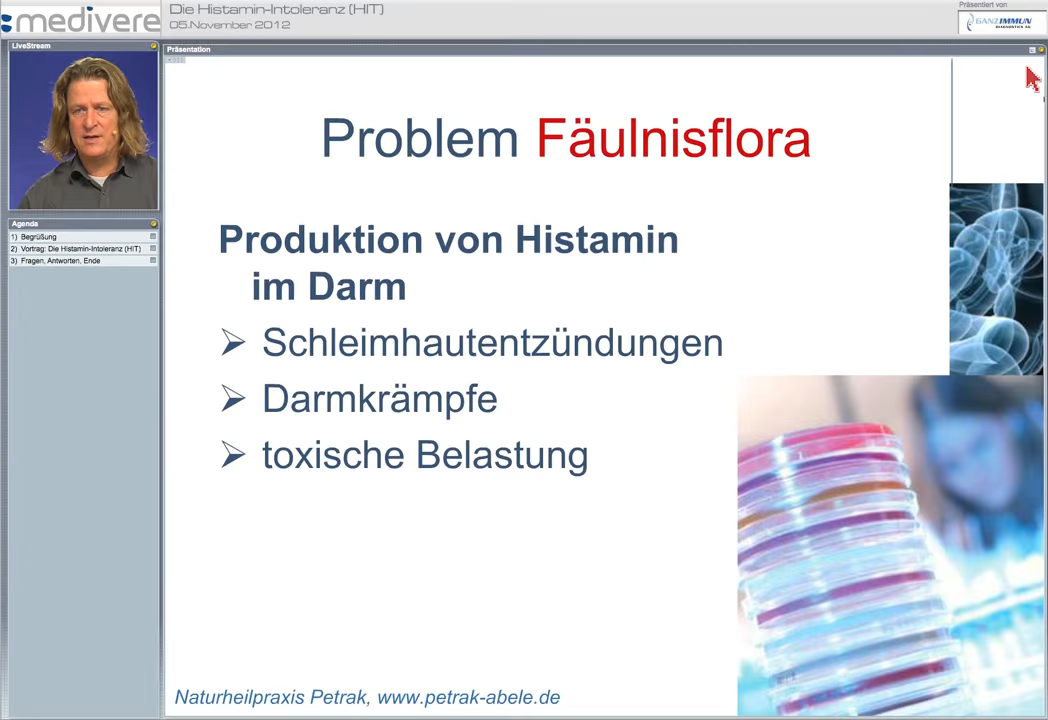 medivere
Die Histamin-Intoleranz (HIT)
05.November 2012
Präsentiert von
GANZIMMUN
DIAGNOSTICS AG
LiveStream
Agenda
1) Begrüßung
2) Vortrag: Die Histamin-Intoleranz (HIT)
3) Fragen, Antworten, Ende
Präsentation
Problem Fäulnisflora
Produktion von Histamin
im Darm
➢ Schleimhautentzündungen
➢ Darmkrämpfe
➢ toxische Belastung
Naturheilpraxis Petrak, www.petrak-abele.de